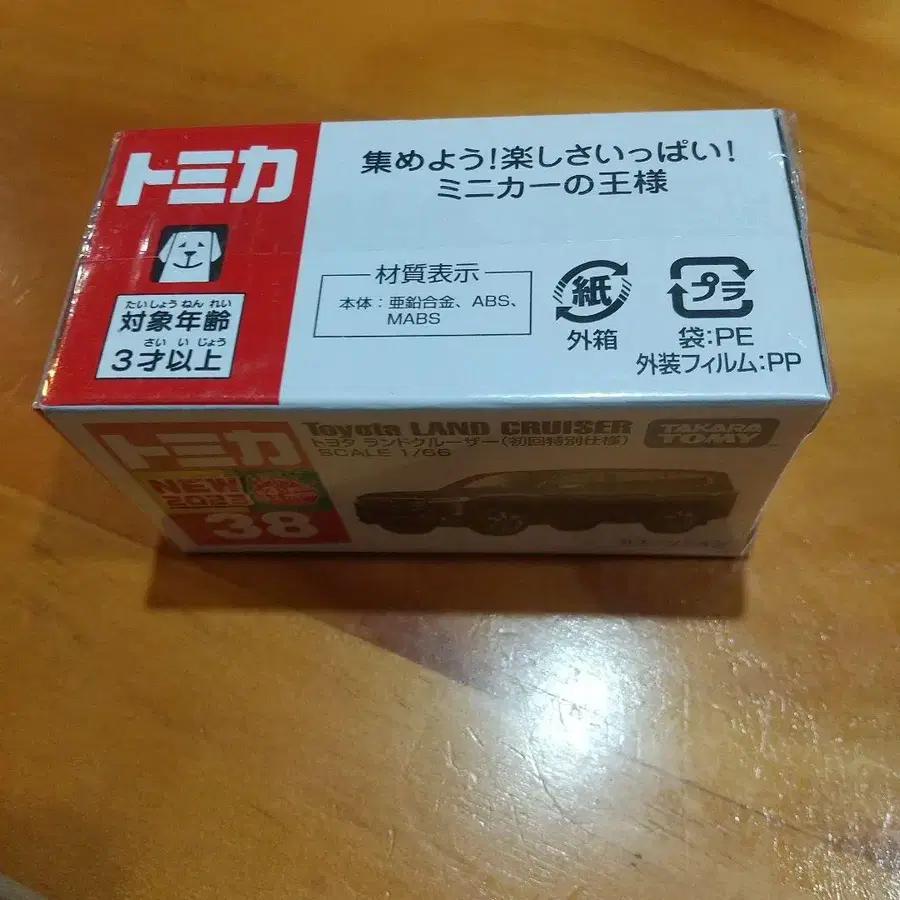 トミカ
集めよう!楽しさいっぱい!
ミニカーの王様
たいしょうねんれい
対象年齢
さい い じょう
3才以上
材質表示
本体:亜鉛合金、ABS、
MABS
紙
外箱
プラ
袋:PE
外装フィルム:PP
トミカ
NEW
2023
38
Toyota LAND CRUISER
トヨタ ランドクルーザー(初回特別仕様)
SCALE 1/66
TAKARA
TOMY